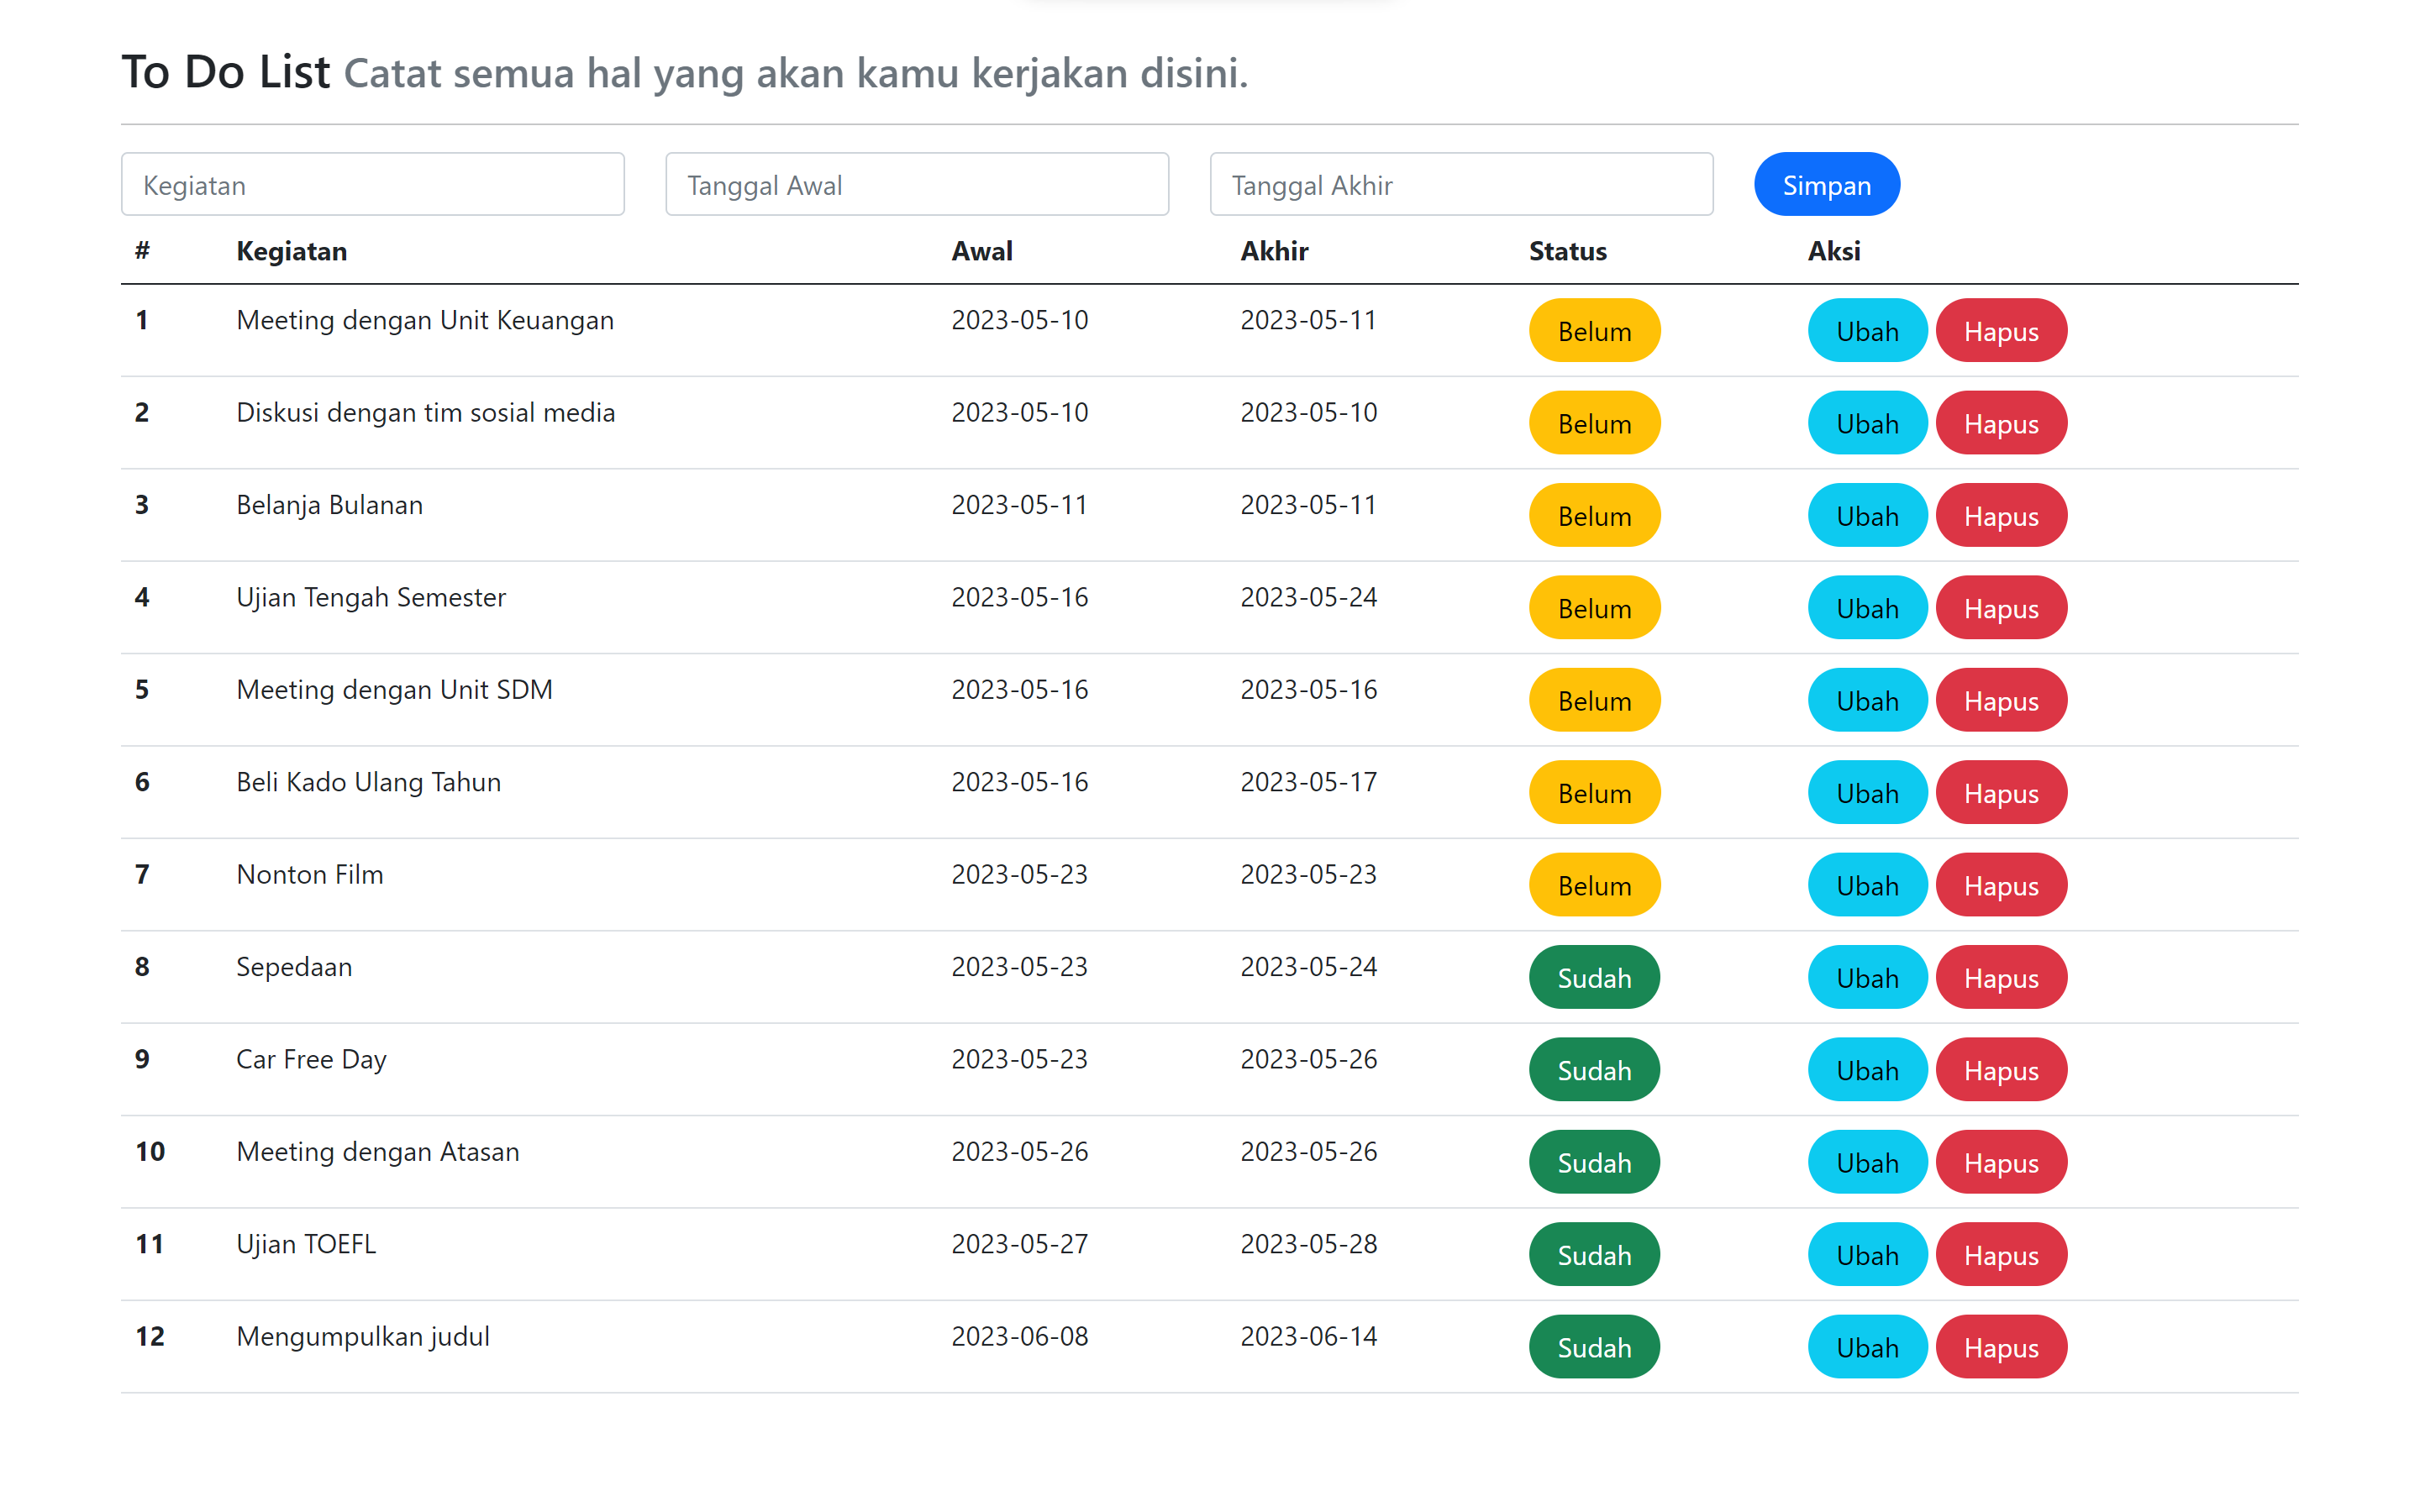 To Do List Catat semua hal yang akan kamu kerjakan disini.
Kegiatan Tanggal Awal Tanggal Akhir Simpan
# Kegiatan Awal Akhir Status Aksi
1 Meeting dengan Unit Keuangan 2023-05-10 2023-05-11 Belum Ubah Hapus
2 Diskusi dengan tim sosial media 2023-05-10 2023-05-10 Belum Ubah Hapus
3 Belanja Bulanan 2023-05-11 2023-05-11 Belum Ubah Hapus
4 Ujian Tengah Semester 2023-05-16 2023-05-24 Belum Ubah Hapus
5 Meeting dengan Unit SDM 2023-05-16 2023-05-16 Belum Ubah Hapus
6 Beli Kado Ulang Tahun 2023-05-16 2023-05-17 Belum Ubah Hapus
7 Nonton Film 2023-05-23 2023-05-23 Belum Ubah Hapus
8 Sepedaan 2023-05-23 2023-05-24 Sudah Ubah Hapus
9 Car Free Day 2023-05-23 2023-05-26 Sudah Ubah Hapus
10 Meeting dengan Atasan 2023-05-26 2023-05-26 Sudah Ubah Hapus
11 Ujian TOEFL 2023-05-27 2023-05-28 Sudah Ubah Hapus
12 Mengumpulkan judul 2023-06-08 2023-06-14 Sudah Ubah Hapus